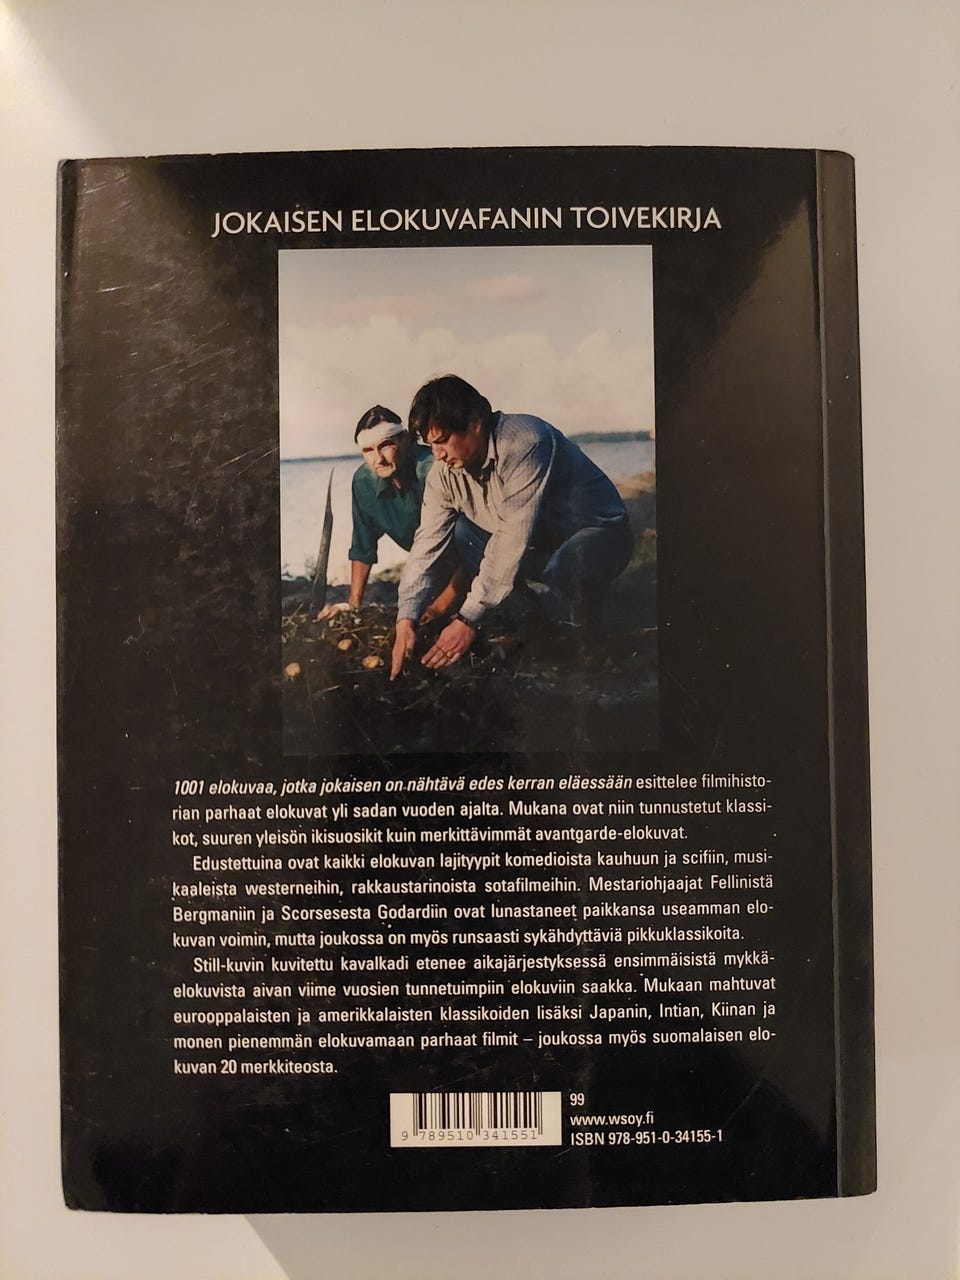 JOKAISEN ELOKUVAFANIN TOIVEKIRJA
1001 elokuvaa, jotka jokaisen on nähtävä edes kerran eläessään esittelee filmihisto-
rian parhaat elokuvat yli sadan vuoden ajalta. Mukana ovat niin tunnustetut klassi-
kot, suuren yleisön ikisuosikit kuin merkittävimmät avantgarde-elokuvat.
Edustettuina ovat kaikki elokuvan lajityypit komedioista kauhuun ja scifiin, musi-
kaaleista westerneihin, rakkaustarinoista sotafilmeihin. Mestariohjaajat Fellinistä
Bergmaniin ja Scorsesesta Godardiin ovat lunastaneet paikkansa useamman elo-
kuvan voimin, mutta joukossa on myös runsaasti sykähdyttäviä pikkuklassikoita.
Still-kuvin kuvitettu kavalkadi etenee aikajärjestyksessä ensimmäisistä mykkä-
elokuvista aivan viime vuosien tunnetuimpiin elokuviin saakka. Mukaan mahtuvat
eurooppalaisten ja amerikkalaisten klassikoiden lisäksi Japanin, Intian, Kiinan ja
monen pienemmän elokuvamaan parhaat filmit – joukossa myös suomalaisen elo-
kuvan 20 merkkiteosta.
99
www.wsoy.fi
ISBN 978-951-0-34155-1
9 789510 341551